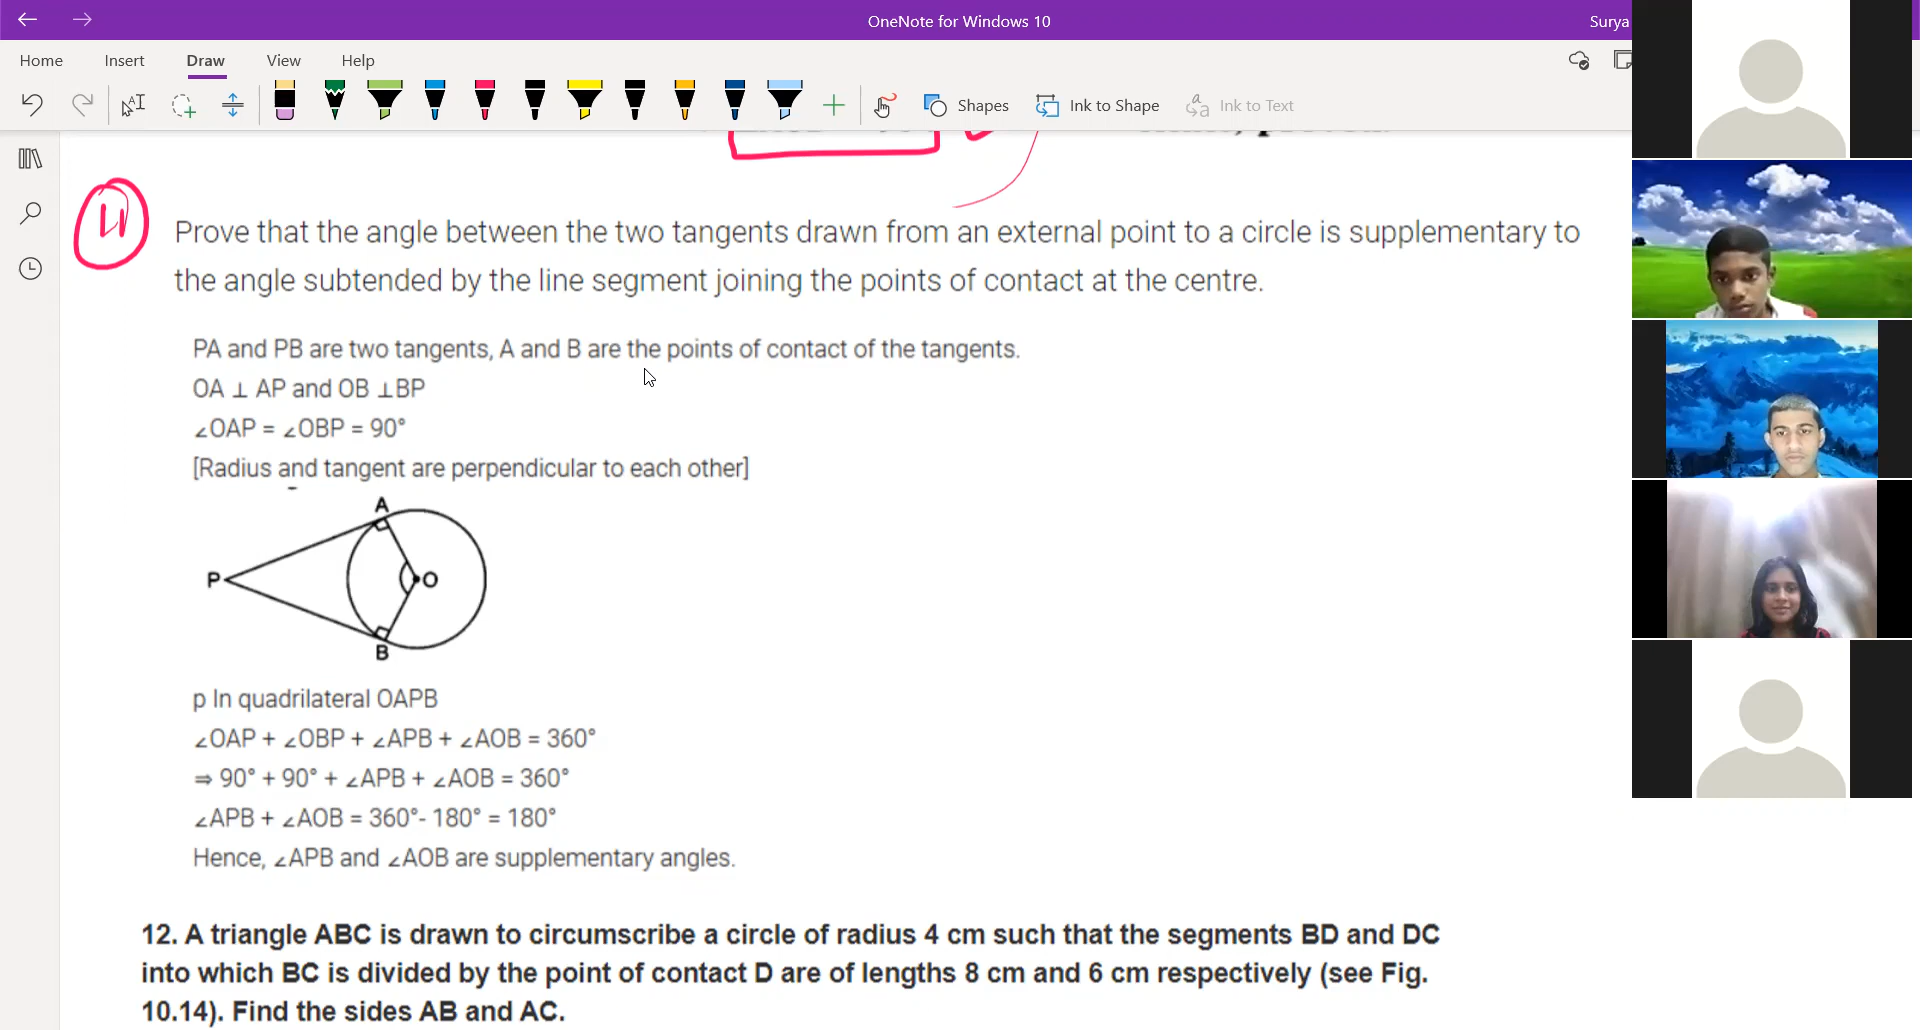 OneNote for Windows 10
Surya
Home Insert Draw View Help
Shapes Ink to Shape Ink to Text
Prove that the angle between the two tangents drawn from an external point to a circle is supplementary to
the angle subtended by the line segment joining the points of contact at the centre.
PA and PB are two tangents, A and B are the points of contact of the tangents.
OA ⊥ AP and OB ⊥BP
∠OAP = ∠OBP = 90°
[Radius and tangent are perpendicular to each other]
A
P
O
B
p In quadrilateral OAPB
∠OAP + ∠OBP + ∠APB + ∠AOB = 360°
⇒ 90° + 90° + ∠APB + ∠AOB = 360°
∠APB + ∠AOB = 360°- 180° = 180°
Hence, ∠APB and ∠AOB are supplementary angles.
12. A triangle ABC is drawn to circumscribe a circle of radius 4 cm such that the segments BD and DC
into which BC is divided by the point of contact D are of lengths 8 cm and 6 cm respectively (see Fig.
10.14). Find the sides AB and AC.